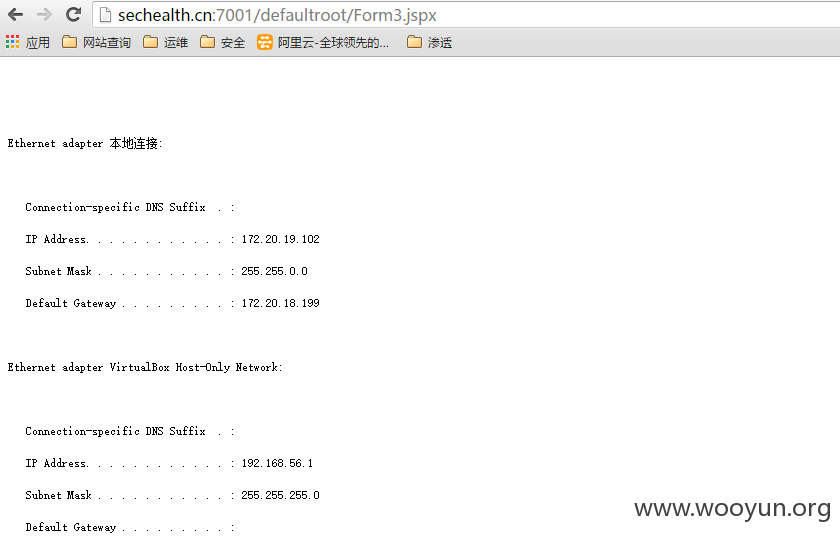 sechealth.cn:7001/defaultroot/Form3.jspx
应用 网站查询 运维 安全 阿里云-全球领先的... 渗透
Ethernet adapter 本地连接:
Connection-specific DNS Suffix . :
IP Address. . . . . . . . . . . . : 172.20.19.102
Subnet Mask . . . . . . . . . . . : 255.255.0.0
Default Gateway . . . . . . . . . : 172.20.18.199
Ethernet adapter VirtualBox Host-Only Network:
Connection-specific DNS Suffix . :
IP Address. . . . . . . . . . . . : 192.168.56.1
Subnet Mask . . . . . . . . . . . : 255.255.255.0
Default Gateway . . . . . . . . . :
www.wooyun.org